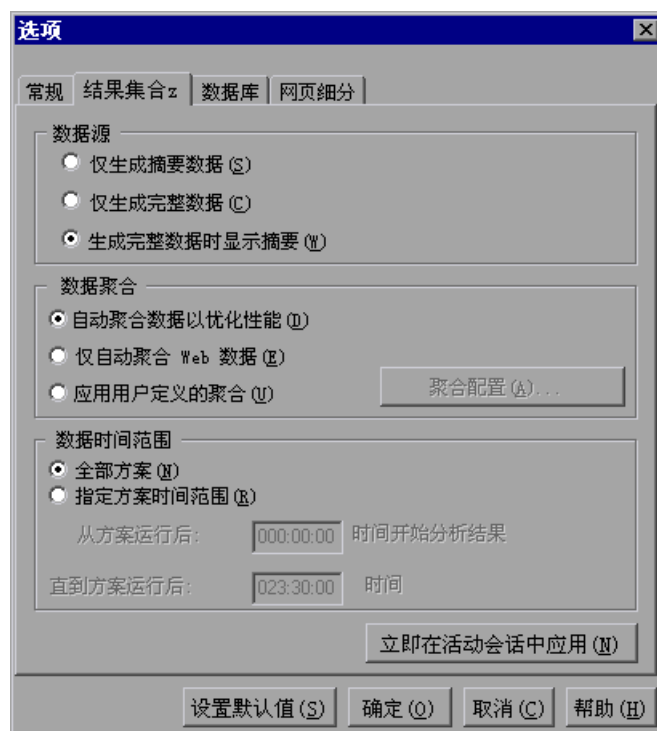 选项
常规 结果集合z 数据库 网页细分
数据源
仅生成摘要数据(S)
仅生成完整数据(C)
生成完整数据时显示摘要(W)
数据聚合
自动聚合数据以优化性能(D)
仅自动聚合 Web 数据(E)
应用用户定义的聚合(U)
聚合配置(A)...
数据时间范围
全部方案(N)
指定方案时间范围(R)
从方案运行后: 000:00:00 时间开始分析结果
直到方案运行后: 023:30:00 时间
立即在活动会话中应用(N)
设置默认值(S) 确定(O) 取消(C) 帮助(H)